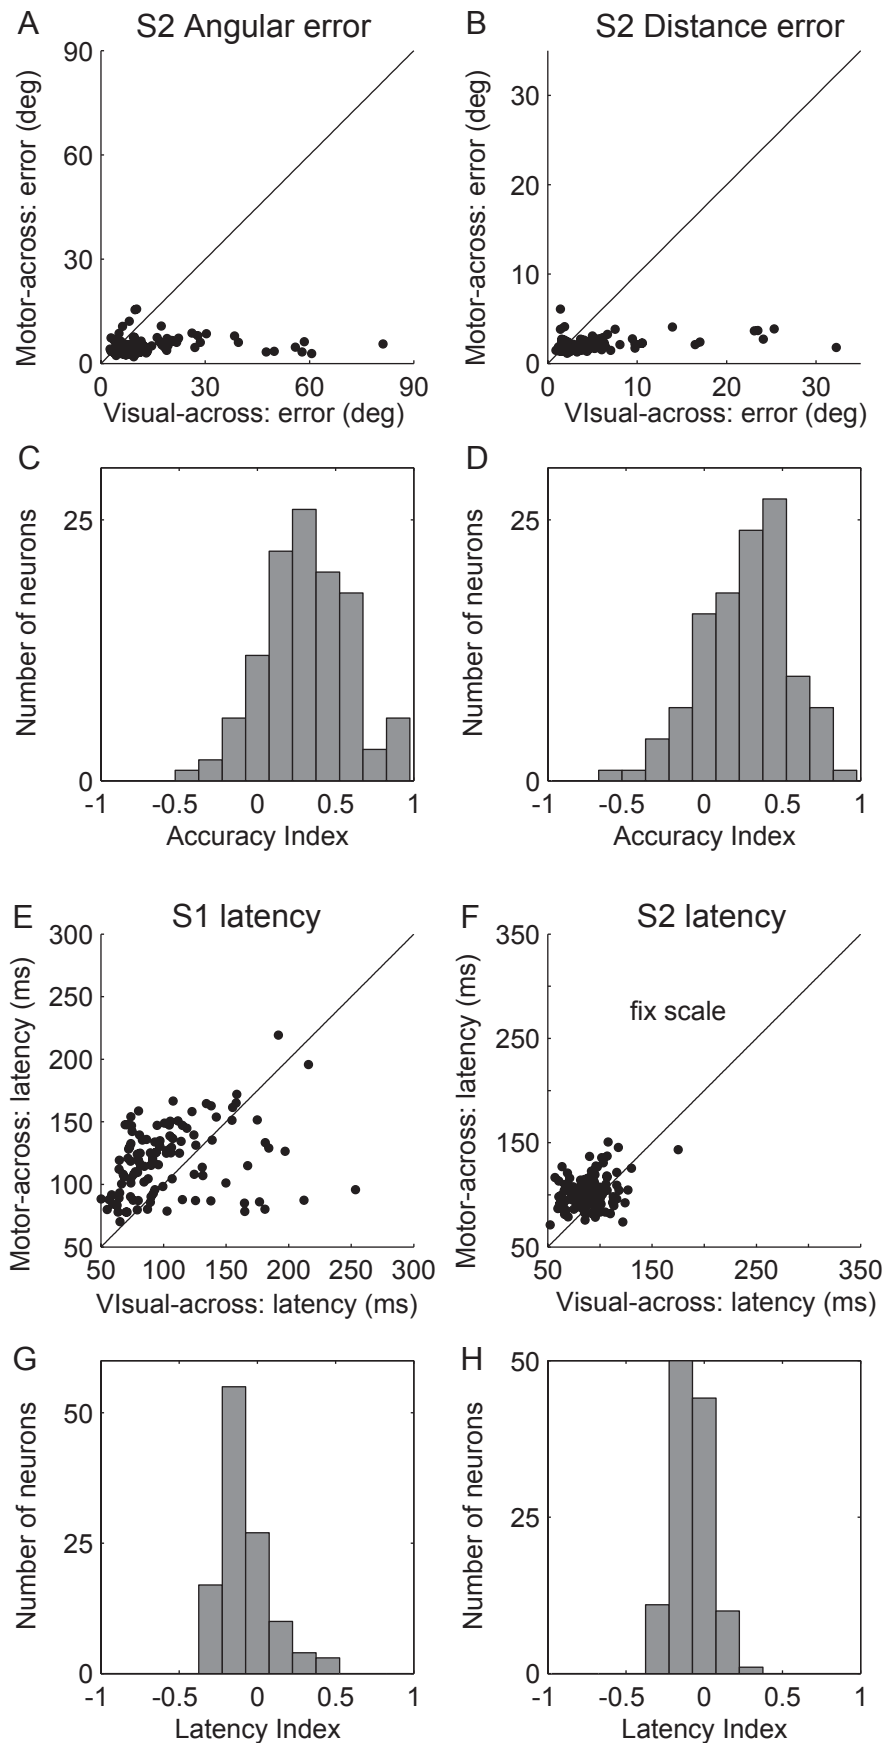 A S2 Angular error
90
60
30
0
Motor-across: error (deg)
0 30 60 90
Visual-across: error (deg)
B S2 Distance error
30
20
10
0
Motor-across: error (deg)
0 10 20 30
VIsual-across: error (deg)
C
25
0
Number of neurons
-1 -0.5 0 0.5 1
Accuracy Index
D
25
0
Number of neurons
-1 -0.5 0 0.5 1
Accuracy Index
E S1 latency
300
250
200
150
100
50
Motor-across: latency (ms)
50 100 150 200 250 300
VIsual-across: latency (ms)
F S2 latency
350
250
150
50
Motor-across: latency (ms)
fix scale
50 150 250 350
Visual-across: latency (ms)
G
50
25
0
Number of neurons
-1 -0.5 0 0.5 1
Latency Index
H
50
25
0
Number of neurons
-1 -0.5 0 0.5 1
Latency Index